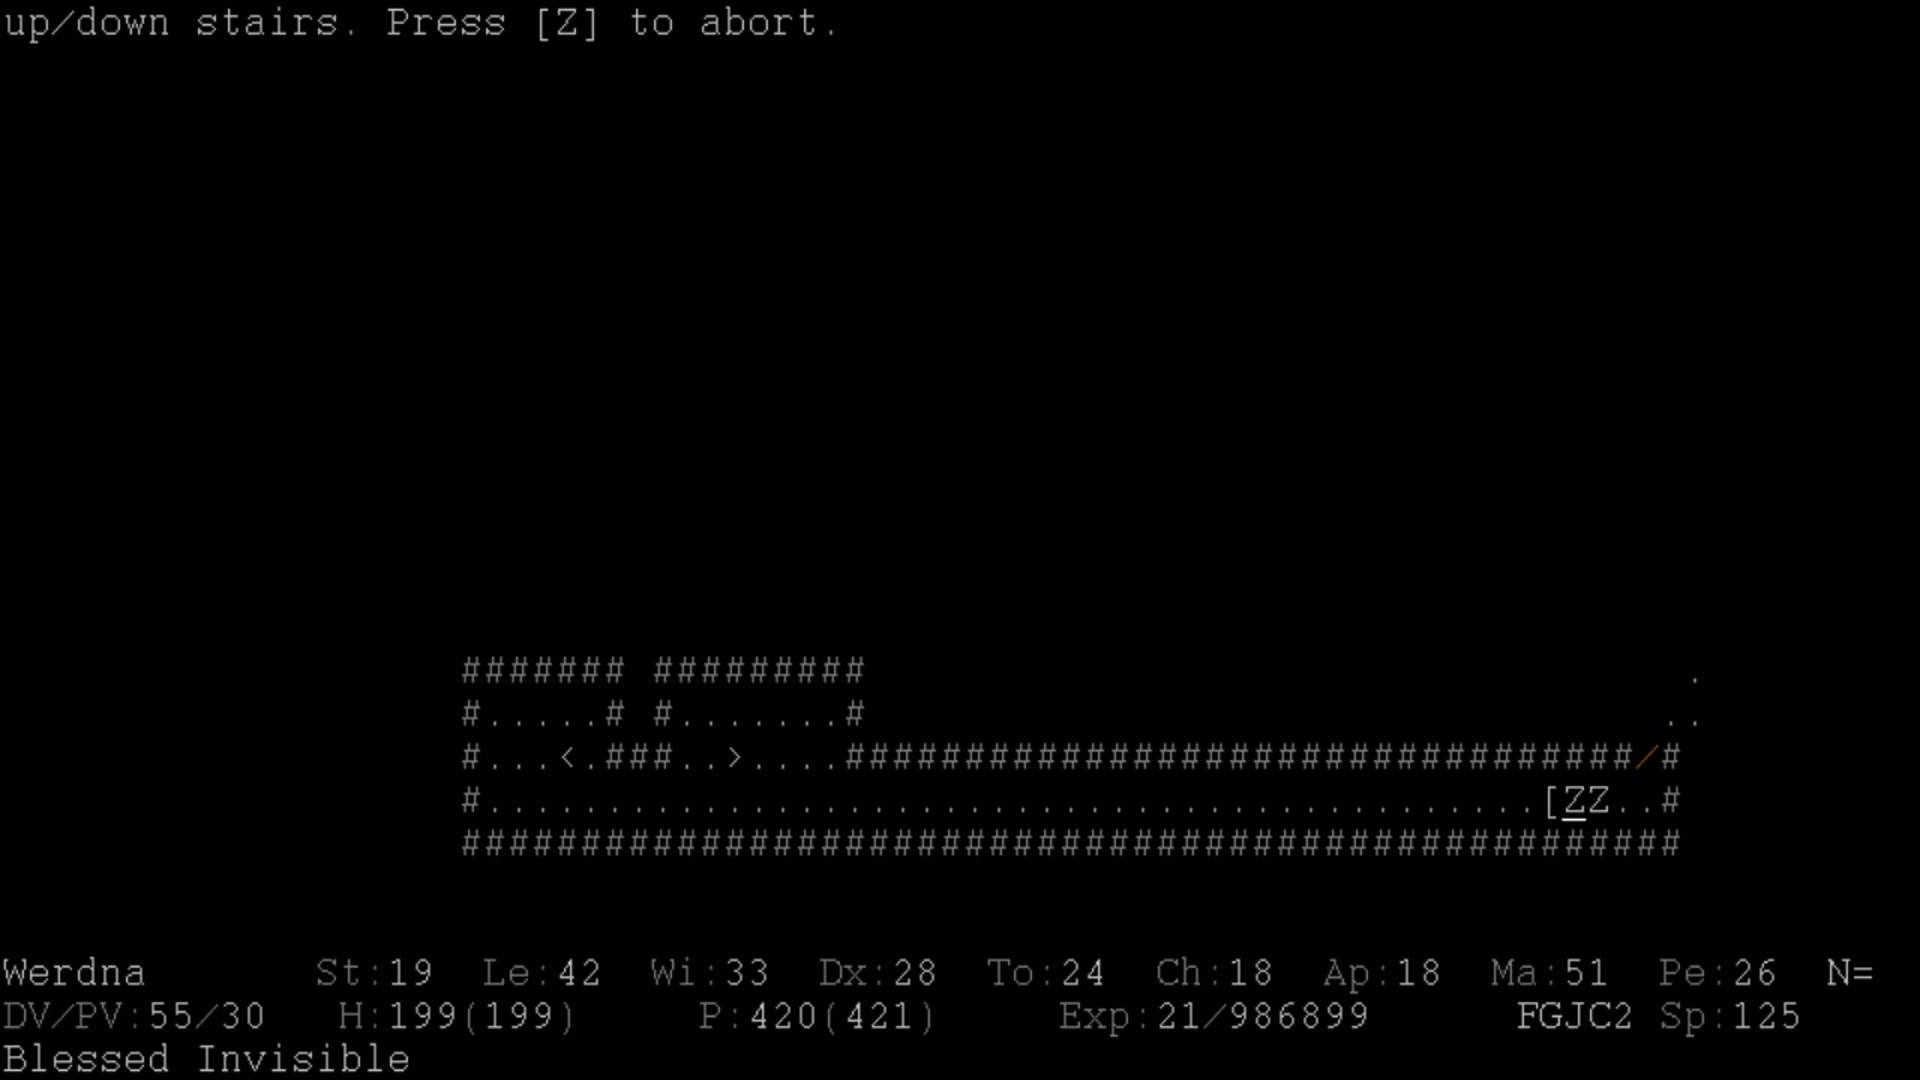 up/down stairs. Press [Z] to abort.
####### ######### .
#.....# #.......# ..
#...<.###..>....#################################/#
#............................................[ZZ..#
###################################################
Werdna St:19 Le:42 Wi:33 Dx:28 To:24 Ch:18 Ap:18 Ma:51 Pe:26 N=
DV/PV:55/30 H:199(199) P:420(421) Exp:21/986899 FGJC2 Sp:125
Blessed Invisible